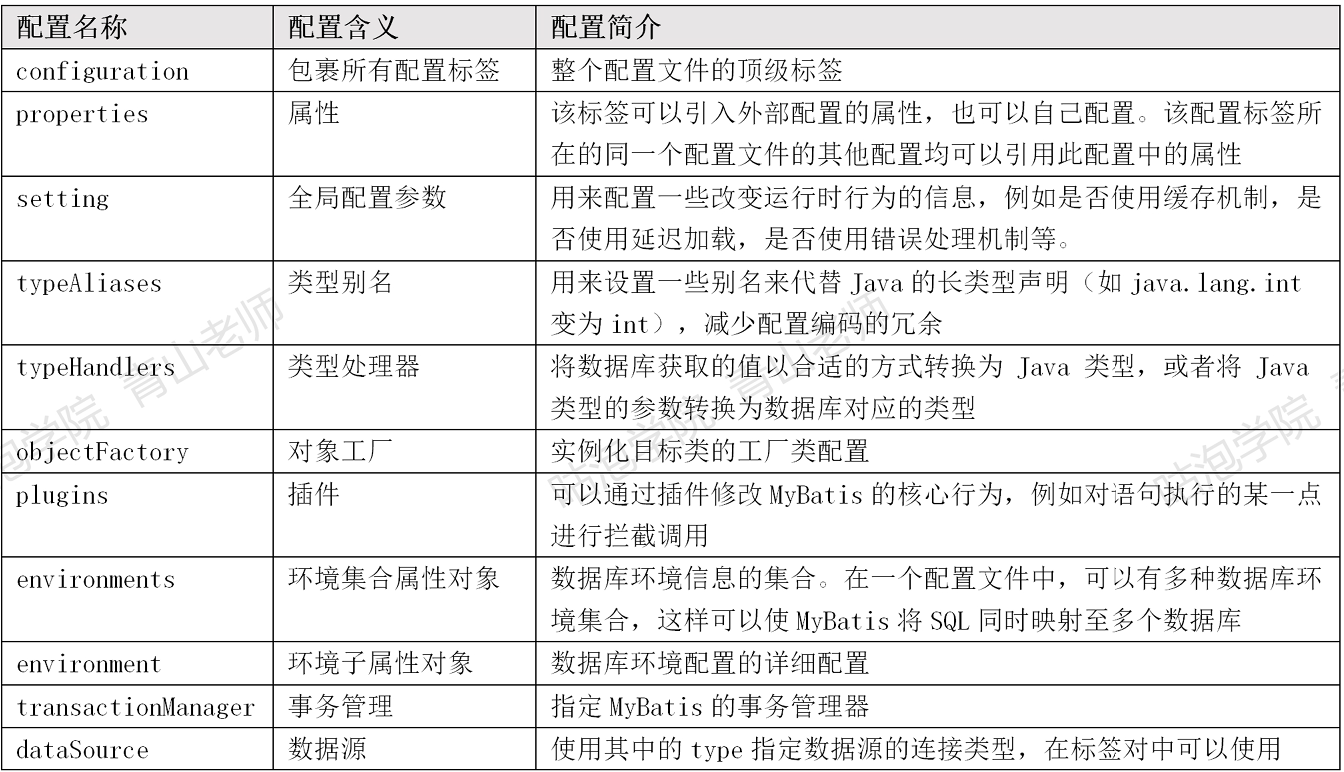 配置名称 配置含义 配置简介
configuration 包裹所有配置标签 整个配置文件的顶级标签
properties 属性 该标签可以引入外部配置的属性，也可以自己配置。该配置标签所
在的同一个配置文件的其他配置均可以引用此配置中的属性
setting 全局配置参数 用来配置一些改变运行时行为的信息，例如是否使用缓存机制，是
否使用延迟加载，是否使用错误处理机制等。
typeAliases 类型别名 用来设置一些别名来代替 Java 的长类型声明（如 java.lang.int
变为 int），减少配置编码的冗余
typeHandlers 类型处理器 将数据库获取的值以合适的方式转换为 Java 类型，或者将 Java
类型的参数转换为数据库对应的类型
objectFactory 对象工厂 实例化目标类的工厂类配置
plugins 插件 可以通过插件修改 MyBatis 的核心行为，例如对语句执行的某一点
进行拦截调用
environments 环境集合属性对象 数据库环境信息的集合。在一个配置文件中，可以有多种数据库环
境集合，这样可以使 MyBatis 将 SQL 同时映射至多个数据库
environment 环境子属性对象 数据库环境配置的详细配置
transactionManager 事务管理 指定 MyBatis 的事务管理器
dataSource 数据源 使用其中的 type 指定数据源的连接类型，在标签对中可以使用
咕泡学院 青山老师